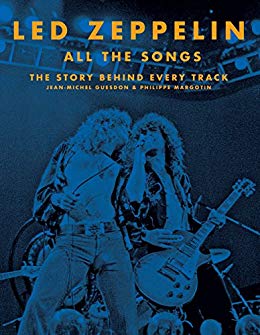 LED ZEPPELIN
ALL THE SONGS
THE STORY BEHIND EVERY TRACK
JEAN-MICHEL GUESDON & PHILIPPE MARGOTIN